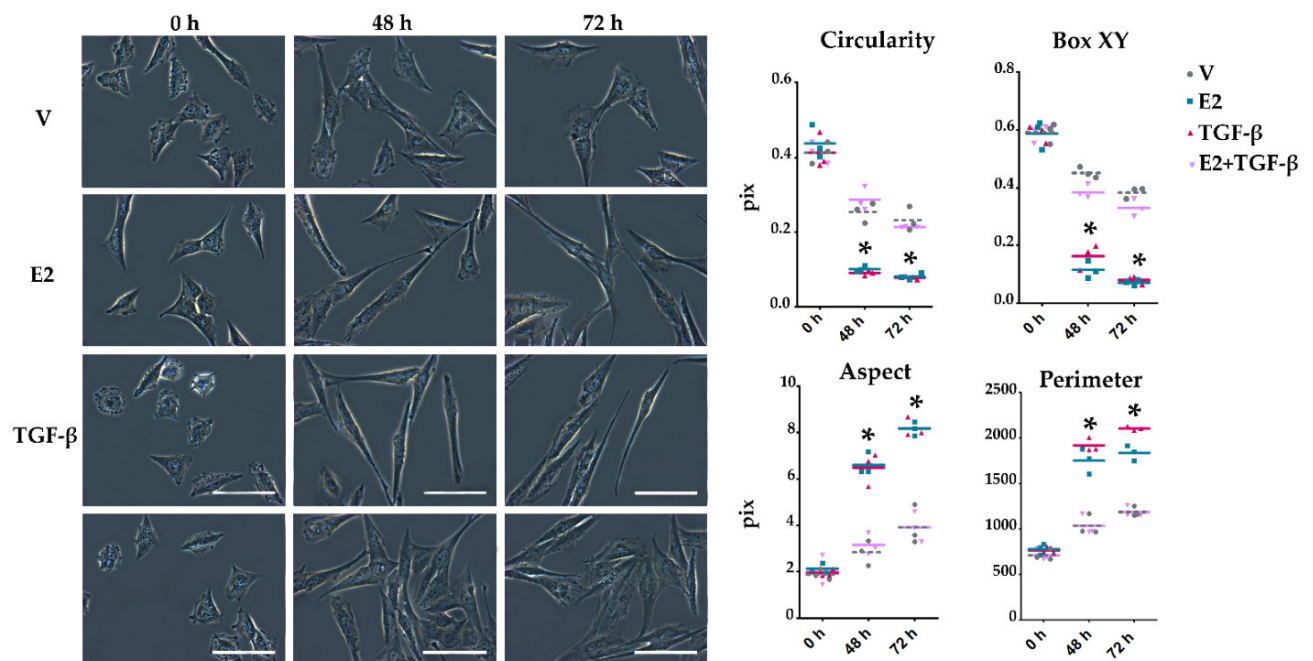 0 h 48 h 72 h
V
E2
TGF-β
Circularity
pix
0.6
0.4
0.2
0.0
*
*
0 h
48 h
72 h
Box XY
0.8
0.6
0.4
0.2
0.0
*
*
0 h
48 h
72 h
V
E2
TGF-β
E2+TGF-β
Aspect
pix
10
8
6
4
2
0
*
*
0 h
48 h
72 h
Perimeter
2500
2000
1500
1000
500
0
*
*
0 h
48 h
72 h